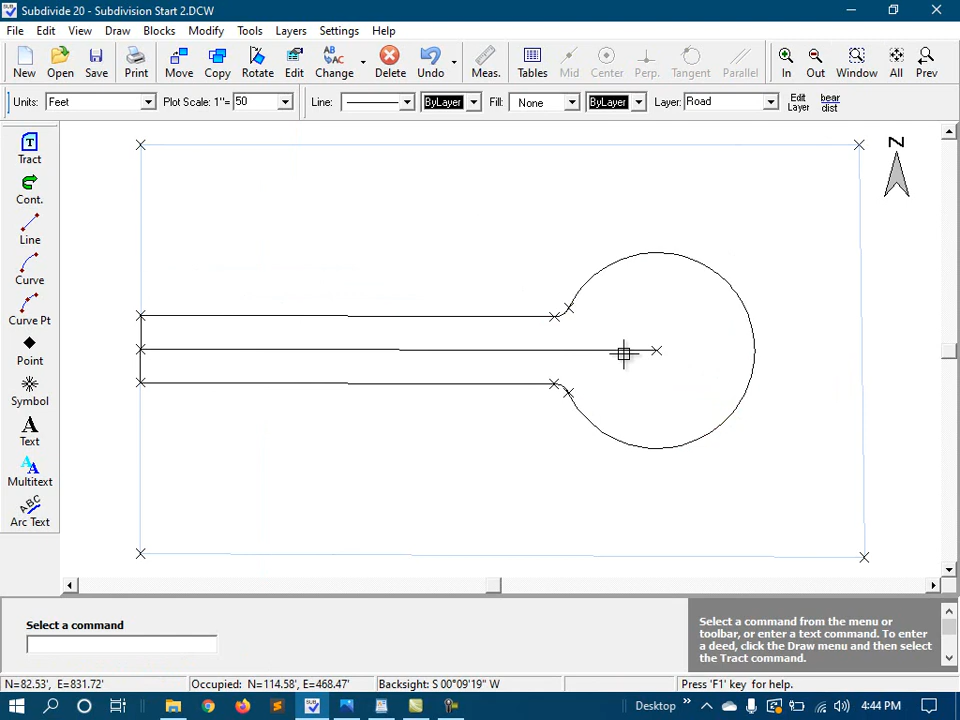 Subdivide 20 - Subdivision Start 2.DCW
File Edit View Draw Blocks Modify Tools Layers Settings Help
New Open Save Print Move Copy Rotate Edit Change Delete Undo Meas. Tables Mid Center Perp. Tangent Parallel In Out Window All Prev
Units: Feet Plot Scale: 1"= 50 Line: ByLayer Fill: None ByLayer Layer: Road Edit Layer bear dist
Tract
Cont.
Line
Curve
Curve Pt
Point
Symbol
Text
Multitext
Arc Text
N
Select a command
Select a command from the menu or
toolbar, or enter a text command. To enter
a deed, click the Draw menu and then select
the Tract command.
N=82.53', E=831.72' Occupied: N=114.58', E=468.47' Backsight: S 00°09'19" W Press 'F1' key for help.
Desktop 4:44 PM